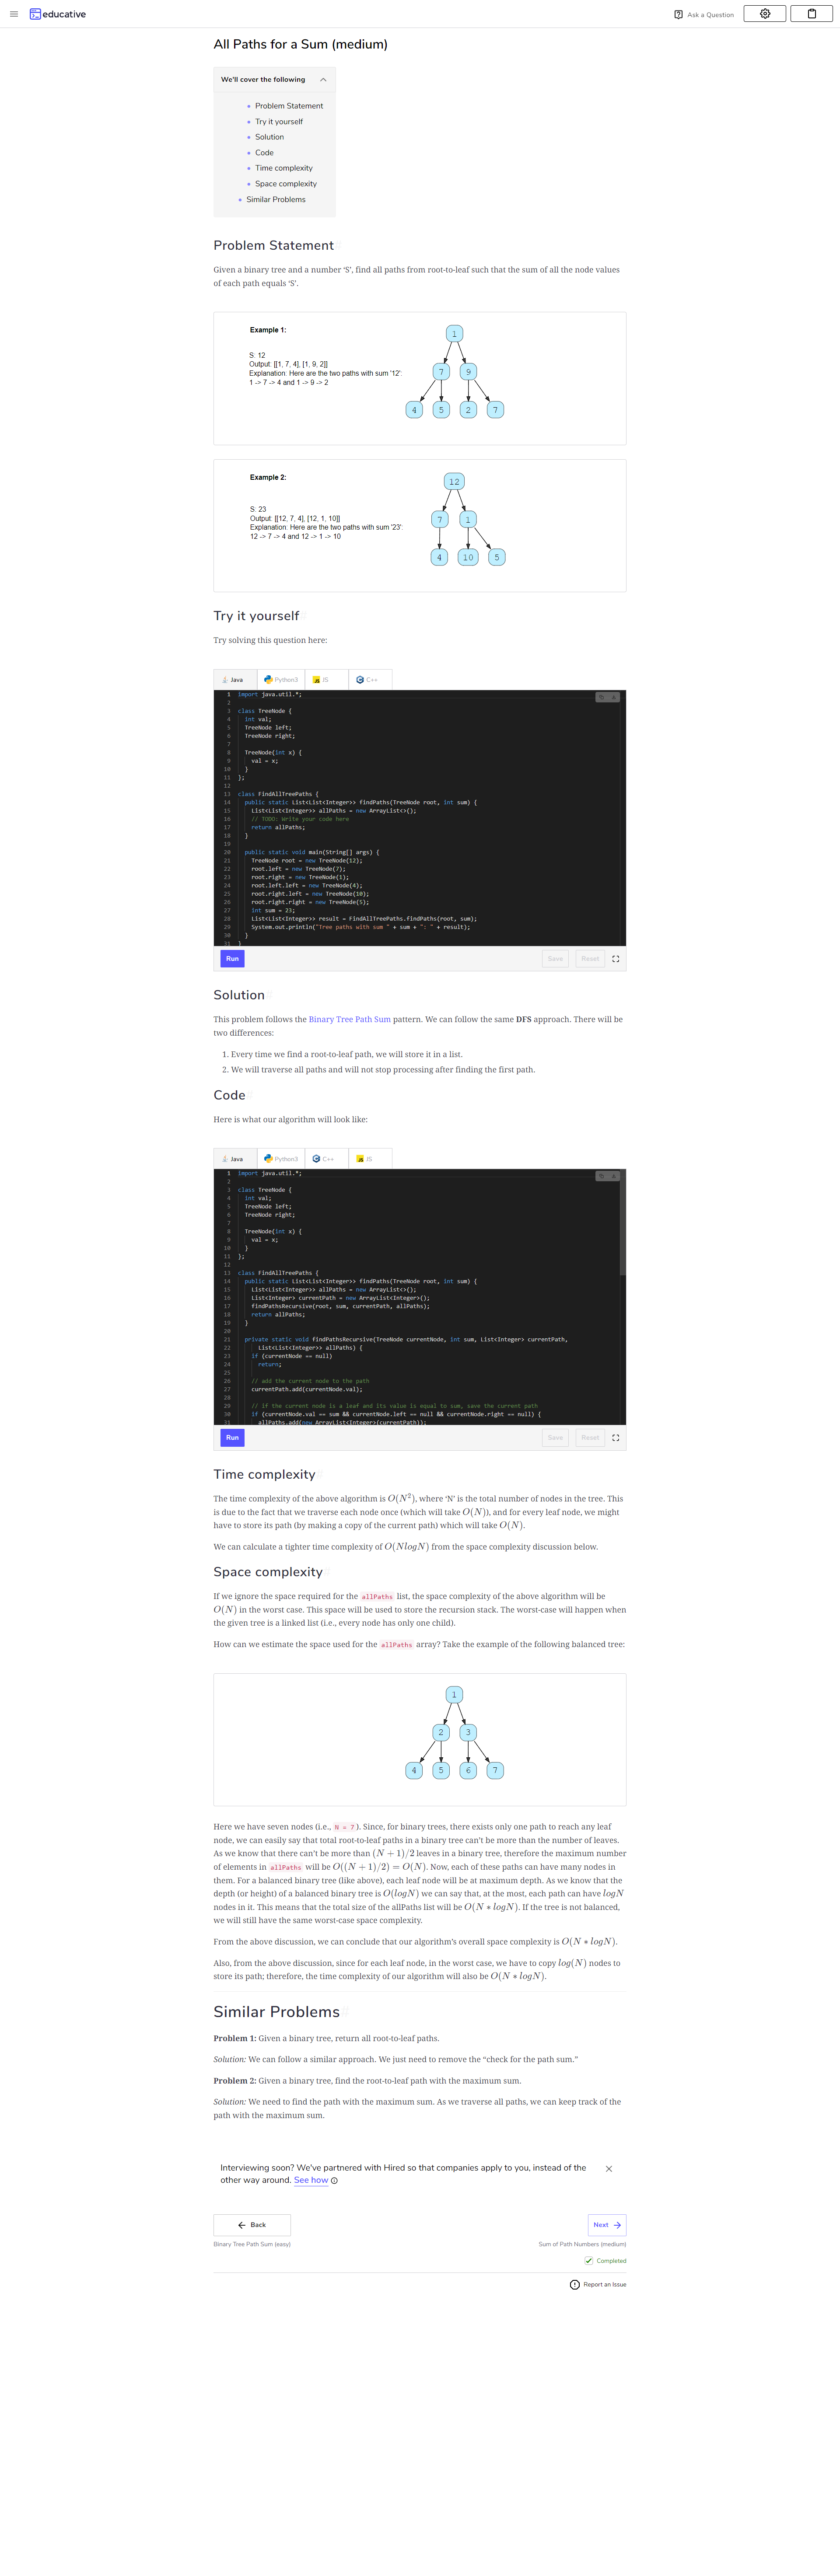 educative
Ask a Question
All Paths for a Sum (medium)
We'll cover the following
Problem Statement
Try it yourself
Solution
Code
Time complexity
Space complexity
Similar Problems
Problem Statement
Given a binary tree and a number ‘S’, find all paths from root-to-leaf such that the sum of all the node values
of each path equals ‘S’.
Example 1:
S: 12
Output: [[1, 7, 4], [1, 9, 2]]
Explanation: Here are the two paths with sum '12':
1 -> 7 -> 4 and 1 -> 9 -> 2
1
7 9
4 5 2 7
Example 2:
S: 23
Output: [[12, 7, 4], [12, 1, 10]]
Explanation: Here are the two paths with sum '23':
12 -> 7 -> 4 and 12 -> 1 -> 10
12
7 1
4 10 5
Try it yourself
Try solving this question here:
Java Python3 JS C++
1 import java.util.*;
2
3 class TreeNode {
4 int val;
5 TreeNode left;
6 TreeNode right;
7
8 TreeNode(int x) {
9 val = x;
10 }
11 };
12
13 class FindAllTreePaths {
14 public static List<List<Integer>> findPaths(TreeNode root, int sum) {
15 List<List<Integer>> allPaths = new ArrayList<>();
16 // TODO: Write your code here
17 return allPaths;
18 }
19
20 public static void main(String[] args) {
21 TreeNode root = new TreeNode(12);
22 root.left = new TreeNode(7);
23 root.right = new TreeNode(1);
24 root.left.left = new TreeNode(4);
25 root.right.left = new TreeNode(10);
26 root.right.right = new TreeNode(5);
27 int sum = 23;
28 List<List<Integer>> result = FindAllTreePaths.findPaths(root, sum);
29 System.out.println("Tree paths with sum " + sum + ": " + result);
30 }
31 }
Run Save Reset
Solution
This problem follows the Binary Tree Path Sum pattern. We can follow the same DFS approach. There will be
two differences:
1. Every time we find a root-to-leaf path, we will store it in a list.
2. We will traverse all paths and will not stop processing after finding the first path.
Code
Here is what our algorithm will look like:
Java Python3 C++ JS
1 import java.util.*;
2
3 class TreeNode {
4 int val;
5 TreeNode left;
6 TreeNode right;
7
8 TreeNode(int x) {
9 val = x;
10 }
11 };
12
13 class FindAllTreePaths {
14 public static List<List<Integer>> findPaths(TreeNode root, int sum) {
15 List<List<Integer>> allPaths = new ArrayList<>();
16 List<Integer> currentPath = new ArrayList<Integer>();
17 findPathsRecursive(root, sum, currentPath, allPaths);
18 return allPaths;
19 }
20
21 private static void findPathsRecursive(TreeNode currentNode, int sum, List<Integer> currentPath,
22 List<List<Integer>> allPaths) {
23 if (currentNode == null)
24 return;
25
26 // add the current node to the path
27 currentPath.add(currentNode.val);
28
29 // if the current node is a leaf and its value is equal to sum, save the current path
30 if (currentNode.val == sum && currentNode.left == null && currentNode.right == null) {
31 allPaths.add(new ArrayList<Integer>(currentPath));
Run Save Reset
Time complexity
The time complexity of the above algorithm is O(N²), where ‘N’ is the total number of nodes in the tree. This
is due to the fact that we traverse each node once (which will take O(N)), and for every leaf node, we might
have to store its path (by making a copy of the current path) which will take O(N).
We can calculate a tighter time complexity of O(NlogN) from the space complexity discussion below.
Space complexity
If we ignore the space required for the allPaths list, the space complexity of the above algorithm will be
O(N) in the worst case. This space will be used to store the recursion stack. The worst-case will happen when
the given tree is a linked list (i.e., every node has only one child).
How can we estimate the space used for the allPaths array? Take the example of the following balanced tree:
1
2 3
4 5 6 7
Here we have seven nodes (i.e., N = 7 ). Since, for binary trees, there exists only one path to reach any leaf
node, we can easily say that total root-to-leaf paths in a binary tree can’t be more than the number of leaves.
As we know that there can’t be more than (N + 1)/2 leaves in a binary tree, therefore the maximum number
of elements in allPaths will be O((N + 1)/2) = O(N). Now, each of these paths can have many nodes in
them. For a balanced binary tree (like above), each leaf node will be at maximum depth. As we know that the
depth (or height) of a balanced binary tree is O(logN) we can say that, at the most, each path can have logN
nodes in it. This means that the total size of the allPaths list will be O(N ∗ logN). If the tree is not balanced,
we will still have the same worst-case space complexity.
From the above discussion, we can conclude that our algorithm’s overall space complexity is O(N ∗ logN).
Also, from the above discussion, since for each leaf node, in the worst case, we have to copy log(N) nodes to
store its path; therefore, the time complexity of our algorithm will also be O(N ∗ logN).
Similar Problems
Problem 1: Given a binary tree, return all root-to-leaf paths.
Solution: We can follow a similar approach. We just need to remove the “check for the path sum.”
Problem 2: Given a binary tree, find the root-to-leaf path with the maximum sum.
Solution: We need to find the path with the maximum sum. As we traverse all paths, we can keep track of the
path with the maximum sum.
Interviewing soon? We've partnered with Hired so that companies apply to you, instead of the
other way around. See how
Back Next
Binary Tree Path Sum (easy) Sum of Path Numbers (medium)
Completed
Report an Issue